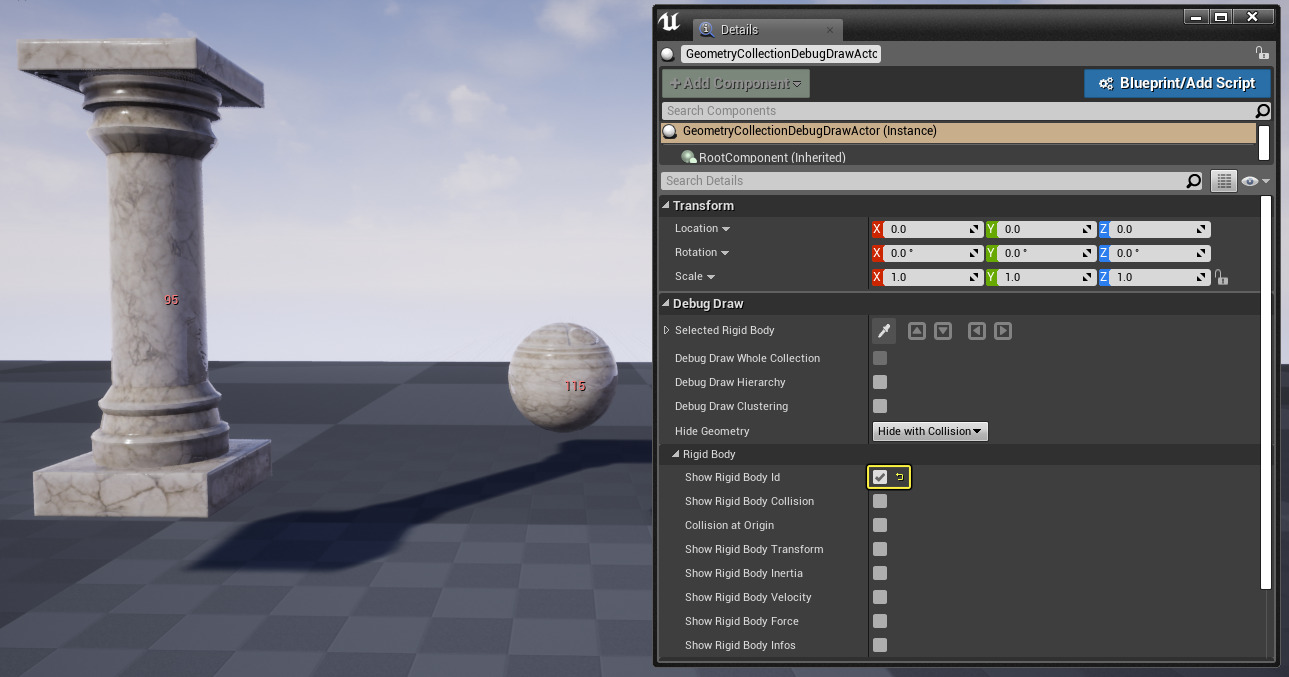 Details
GeometryCollectionDebugDrawActo
+Add Component
Blueprint/Add Script
Search Components
GeometryCollectionDebugDrawActor (Instance)
RootComponent (Inherited)
Search Details
Transform
Location X 0.0 Y 0.0 Z 0.0
Rotation X 0.0 ° Y 0.0 ° Z 0.0 °
Scale X 1.0 Y 1.0 Z 1.0
Debug Draw
Selected Rigid Body
Debug Draw Whole Collection
Debug Draw Hierarchy
Debug Draw Clustering
Hide Geometry Hide with Collision
Rigid Body
Show Rigid Body Id
Show Rigid Body Collision
Collision at Origin
Show Rigid Body Transform
Show Rigid Body Inertia
Show Rigid Body Velocity
Show Rigid Body Force
Show Rigid Body Infos
95
115